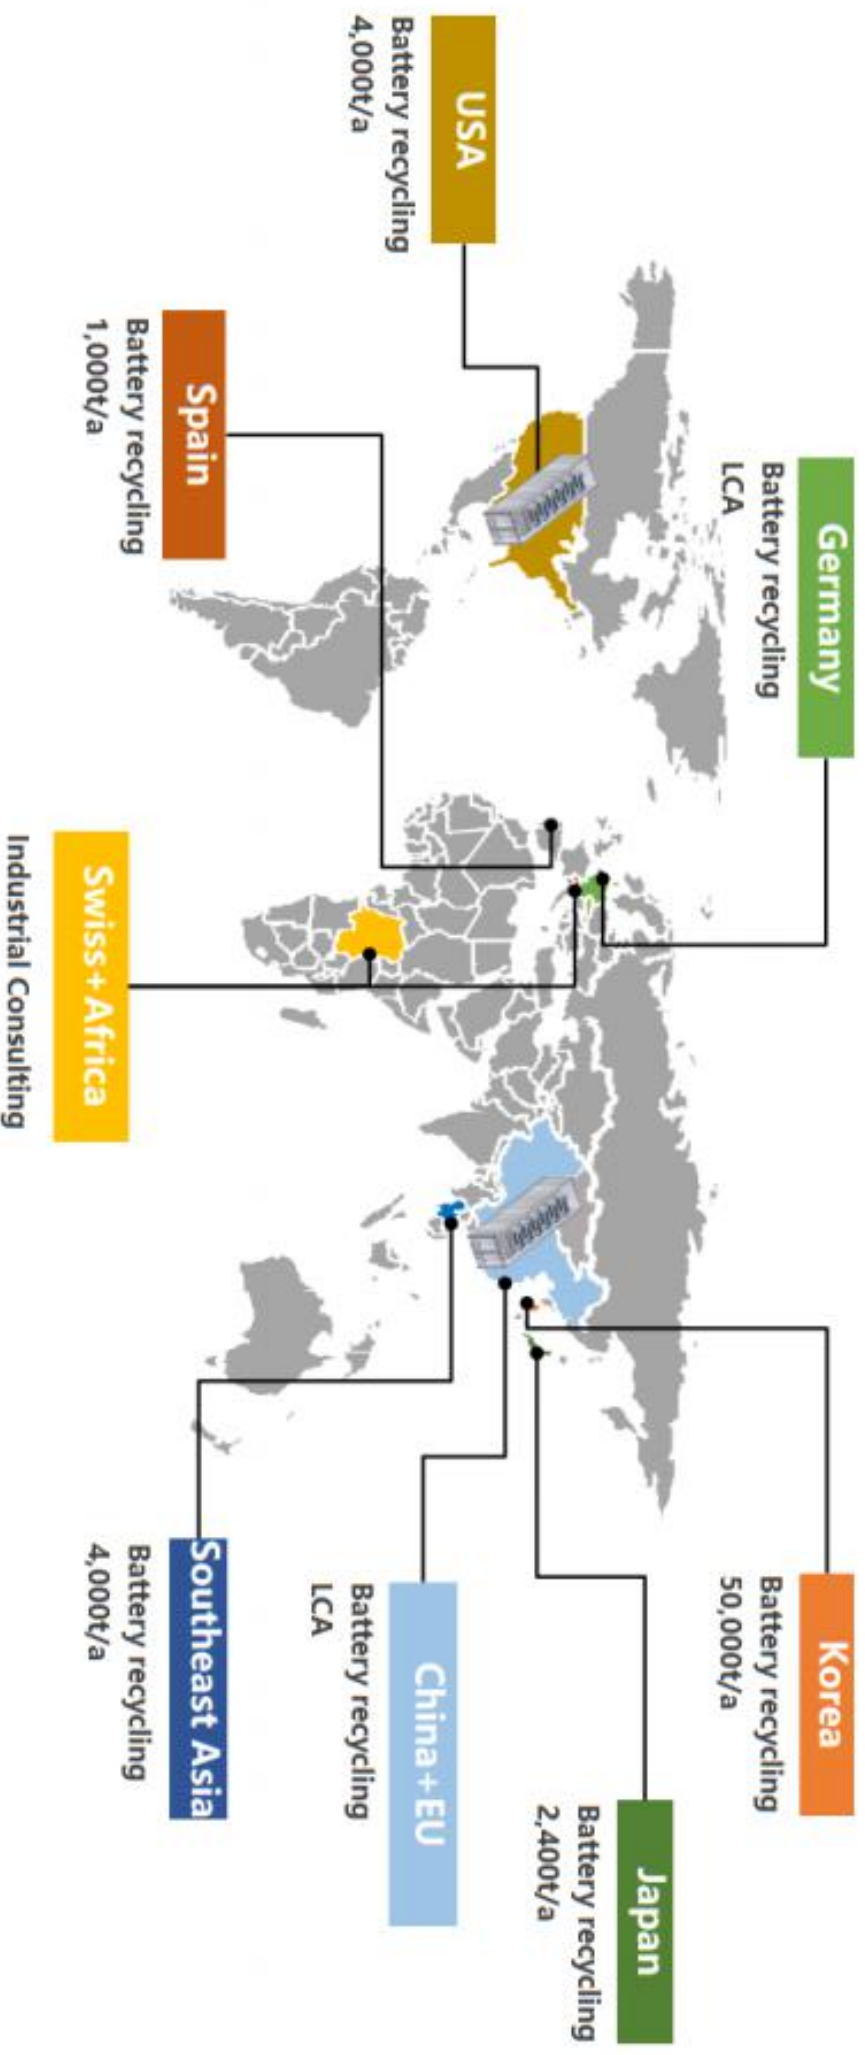 Germany
Battery recycling
LCA
Korea
Battery recycling
50,000t/a
Japan
Battery recycling
2,400t/a
USA
Battery recycling
4,000t/a
China+EU
Battery recycling
LCA
Spain
Battery recycling
1,000t/a
Southeast Asia
Battery recycling
4,000t/a
Swiss+Africa
Industrial Consulting